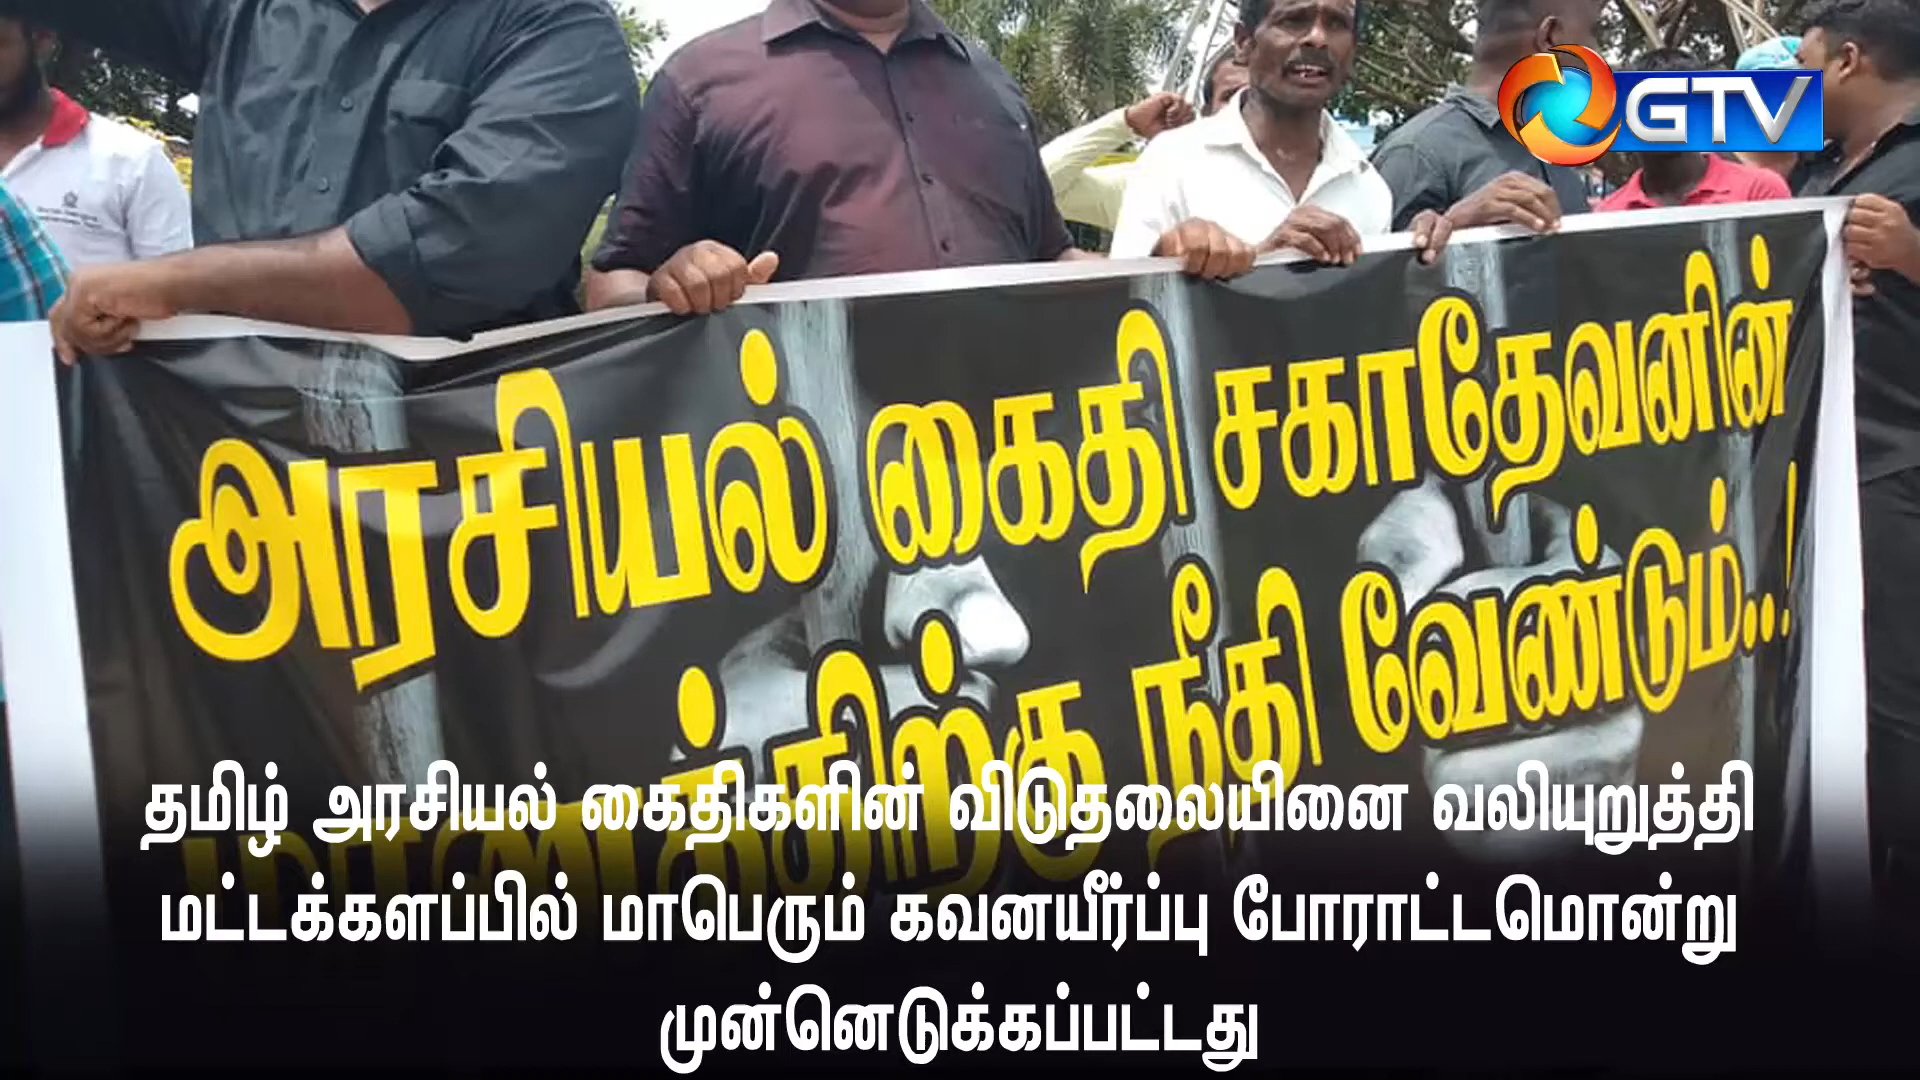 GTV
அரசியல் கைதி சகாதேவனின்
மரணத்திற்கு நீதி வேண்டும்..!
தமிழ் அரசியல் கைதிகளின் விடுதலையினை வலியுறுத்தி
மட்டக்களப்பில் மாபெரும் கவனயீர்ப்பு போராட்டமொன்று
முன்னெடுக்கப்பட்டது